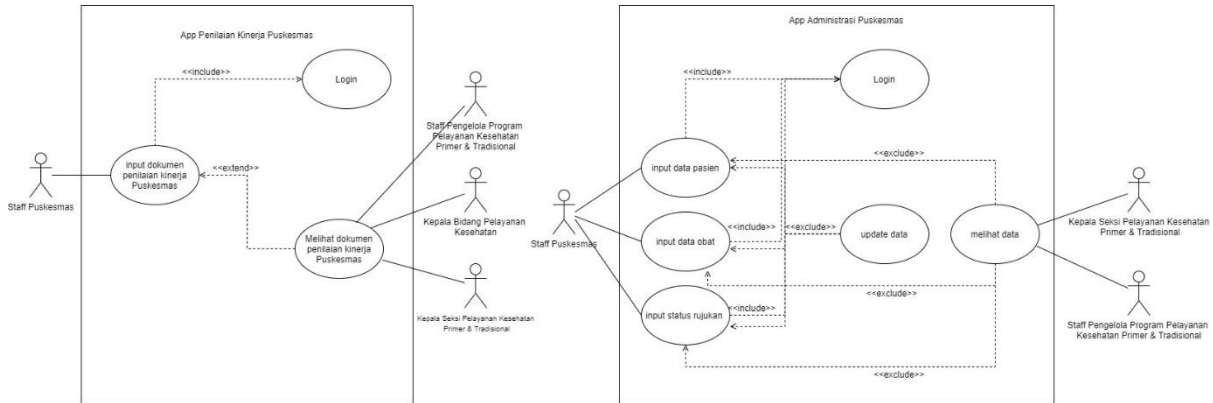 App Penilaian Kinerja Puskesmas
<<include>>
Login
Staff Pengelola Program
Pelayanan Kesehatan
Primer & Tradisional
input dokumen
penilaian kinerja
Puskesmas
<<extend>>
Staff Puskesmas
Kepala Bidang Pelayanan
Kesehatan
Melihat dokumen
penilaian kinerja
Puskesmas
Kepala Seksi Pelayanan Kesehatan
Primer & Tradisional
App Administrasi Puskesmas
<<include>>
Login
<<exclude>>
input data pasien
Kepala Seksi Pelayanan Kesehatan
Primer & Tradisional
Staff Puskesmas
input data obat
<<include>>
<<exclude>>
update data
melihat data
<<exclude>>
input status rujukan
<<include>>
Staff Pengelola Program Pelayanan
Kesehatan Primer & Tradisional
<<exclude>>